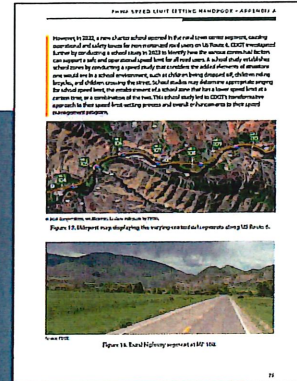 FHWA SPEED LIMIT SETTING HANDBOOK - APPENDIX A
However, in 2022, a new charter school opened in the rural town center segment, causing
operational and safety issues for non-motorized road users on US Route 6. CDOT investigated
further by conducting a school study in 2023 to identify how the various contextual factors
can support a safe and operational speed limit for all road users. A school study establishes
school zones by conducting a speed study that considers the added elements of situations
one would see in a school environment, such as children being dropped off, children riding
bicycles, and children crossing the street. School studies may determine appropriate signing
for school speed limit, the establishment of a school zone that has a lower speed limit at a
certain time, or a combination of the two. This school study led to CDOT's transformative
approach to their speed limit setting process and overall enhancements to their speed
management program.
Figure 13. Milepost map displaying the varying contextual segments along US Route 6.
Source: FHWA.
Figure 14. Rural highway segment at MP 104.